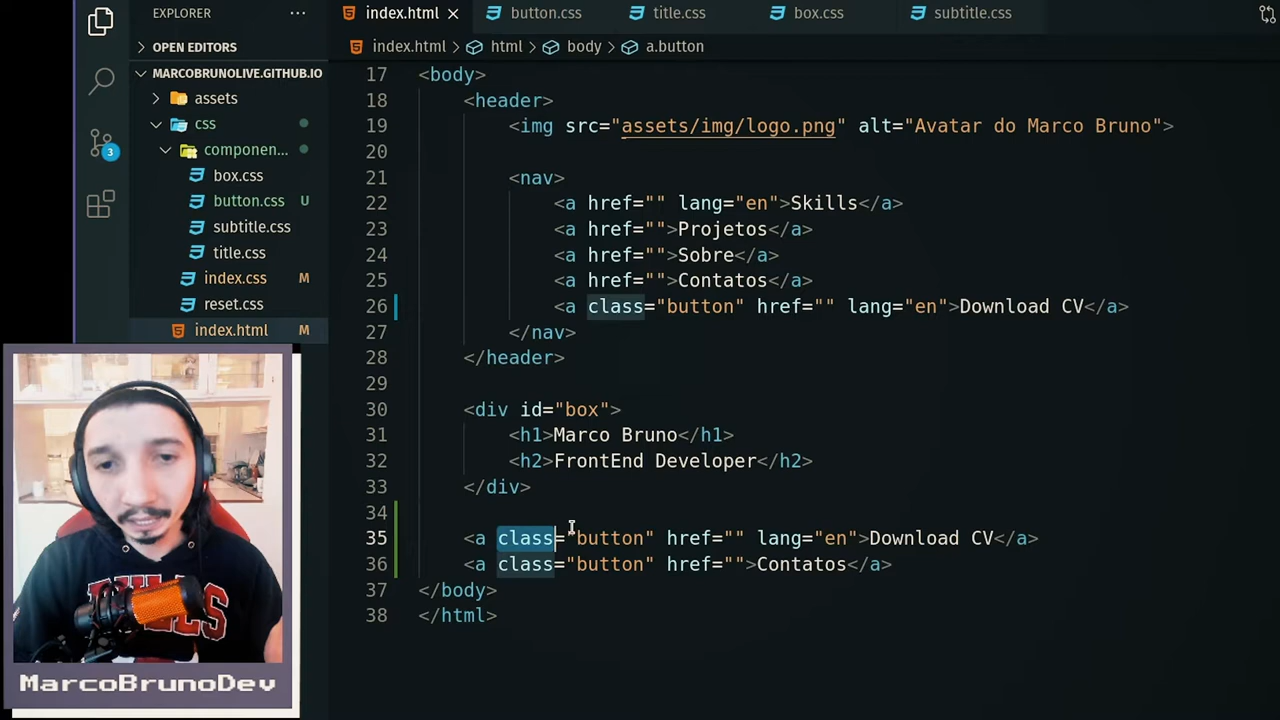 EXPLORER
OPEN EDITORS
MARCOBRUNOLIVE.GITHUB.IO
assets
css
componen...
box.css
button.css U
subtitle.css
title.css
index.css M
reset.css
index.html M
3
index.html button.css title.css box.css subtitle.css
index.html > html > body > a.button
17 <body>
18 <header>
19 <img src="assets/img/logo.png" alt="Avatar do Marco Bruno">
20
21 <nav>
22 <a href="" lang="en">Skills</a>
23 <a href="">Projetos</a>
24 <a href="">Sobre</a>
25 <a href="">Contatos</a>
26 <a class="button" href="" lang="en">Download CV</a>
27 </nav>
28 </header>
29
30 <div id="box">
31 <h1>Marco Bruno</h1>
32 <h2>FrontEnd Developer</h2>
33 </div>
34
35 <a class="button" href="" lang="en">Download CV</a>
36 <a class="button" href="">Contatos</a>
37 </body>
38 </html>
MarcoBrunoDev